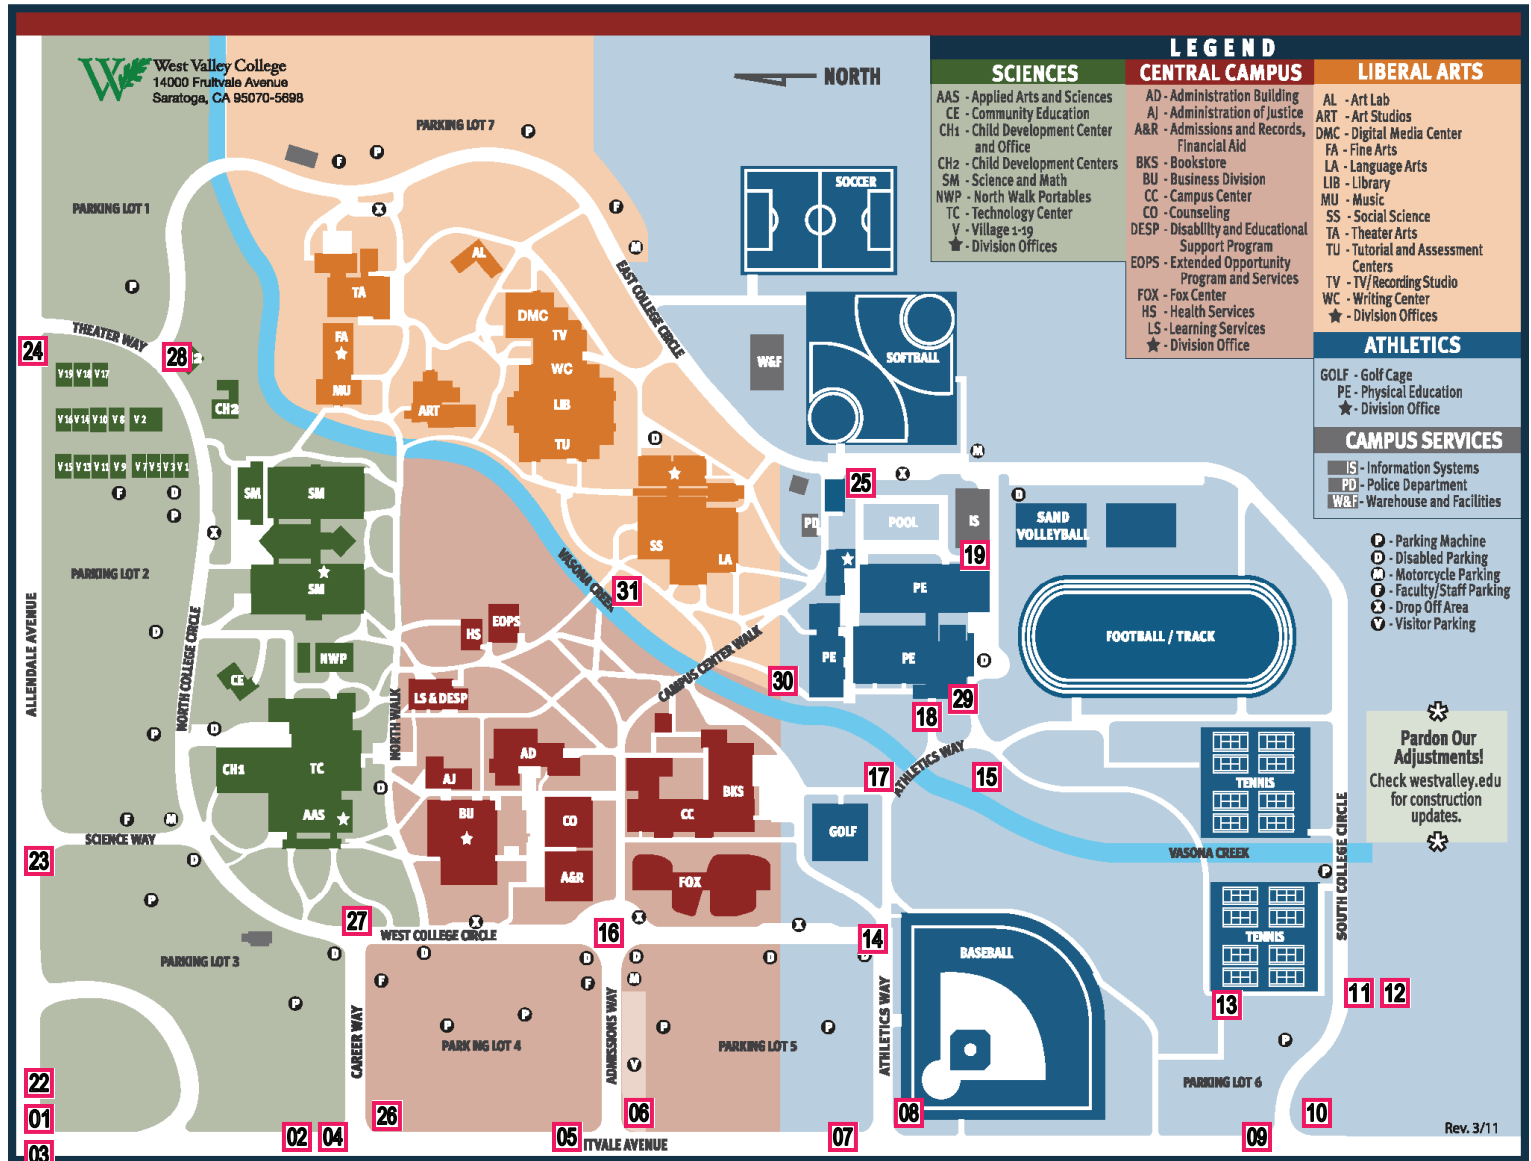 West Valley College
14000 Fruitvale Avenue
Saratoga, CA 95070-5698
NORTH
LEGEND
SCIENCES
AAS - Applied Arts and Sciences
CE - Community Education
CH1 - Child Development Center
and Office
CH2 - Child Development Centers
SM - Science and Math
NWP - North Walk Portables
TC - Technology Center
V - Village 1-19
★ - Division Offices
CENTRAL CAMPUS
AD - Administration Building
AJ - Administration of Justice
A&R - Admissions and Records,
Financial Aid
BKS - Bookstore
BU - Business Division
CC - Campus Center
CO - Counseling
DESP - Disability and Educational
Support Program
EOPS - Extended Opportunity
Program and Services
FOX - Fox Center
HS - Health Services
LS - Learning Services
★ - Division Office
LIBERAL ARTS
AL - Art Lab
ART - Art Studios
DMC - Digital Media Center
FA - Fine Arts
LA - Language Arts
LIB - Library
MU - Music
SS - Social Science
TA - Theater Arts
TU - Tutorial and Assessment
Centers
TV - TV/Recording Studio
WC - Writing Center
★ - Division Offices
ATHLETICS
GOLF - Golf Cage
PE - Physical Education
★ - Division Office
CAMPUS SERVICES
IS - Information Systems
PD - Police Department
W&F - Warehouse and Facilities
P - Parking Machine
D - Disabled Parking
M - Motorcycle Parking
F - Faculty/Staff Parking
X - Drop Off Area
V - Visitor Parking
PARKING LOT 7
P
F
P
PARKING LOT 1
X
F
M
SOCCER
AL
EAST COLLEGE CIRCLE
TA
P
DMC
TV
FA
WC
MU
LIB
ART
TU
W&F
SOFTBALL
THEATER WAY
24
28
2
CH2
V19 V18 V17
V16 V14 V10 V8 V2
V15 V13 V11 V9 V7 V5 V3 V1
F
D
P
X
SM
SM
SM
D
M
25
X
D
PD
POOL
IS
SAND
VOLLEYBALL
19
SS
LA
PE
PE
PE
D
FOOTBALL / TRACK
PARKING LOT 2
ALLENDALE AVENUE
NORTH COLLEGE CIRCLE
D
VASONA CREEK
31
HS
EOPS
NWP
CE
LS & DESP
NORTH WALK
CAMPUS CENTER WALK
30
29
18
P
D
CH1
TC
AAS
D
AD
AJ
BU
CO
A&R
BKS
CC
FOX
17
ATHLETICS WAY
15
GOLF
TENNIS
VASONA CREEK
TENNIS
SOUTH COLLEGE CIRCLE
P
Pardon Our
Adjustments!
Check westvalley.edu
for construction
updates.
F
M
SCIENCE WAY
23
D
P
27
WEST COLLEGE CIRCLE
X
16
X
X
14
BASEBALL
PARKING LOT 3
D
D
D
D
D
D
F
F
M
P
P
P
P
P
PARKING LOT 4
PARKING LOT 5
CAREER WAY
ADMISSIONS WAY
ATHLETICS WAY
V
13
11
12
P
PARKING LOT 6
22
01
03
02
04
26
05
06
ITVALE AVENUE
07
08
09
10
Rev. 3/11